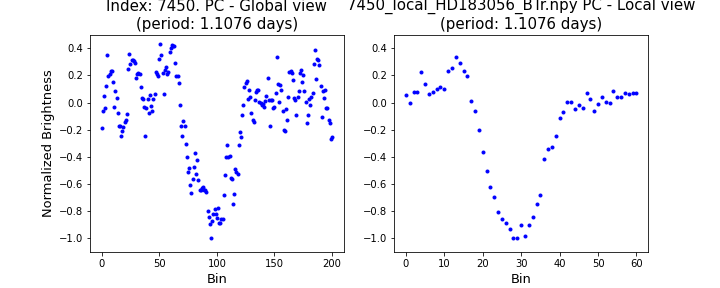 Index: 7450. PC - Global view
(period: 1.1076 days)
7450_local_HD183056_BTr.npy PC - Local view
(period: 1.1076 days)
Normalized Brightness
0.4
0.2
0.0
−0.2
−0.4
−0.6
−0.8
−1.0
0 50 100 150 200
Bin
0.4
0.2
0.0
−0.2
−0.4
−0.6
−0.8
−1.0
0 10 20 30 40 50 60
Bin